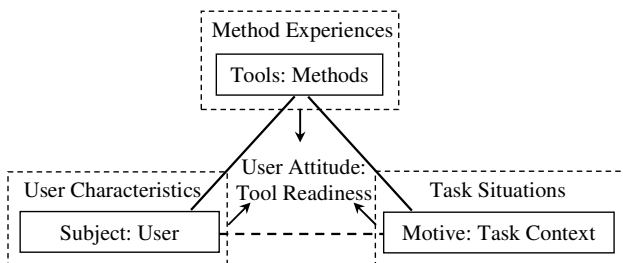 Method Experiences
Tools: Methods
User Attitude:
Tool Readiness
User Characteristics
Subject: User
Task Situations
Motive: Task Context